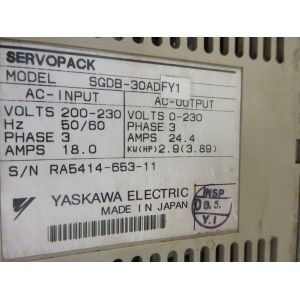 SERVOPACK
MODEL SGDB-30ADFY1
AC-INPUT AC-OUTPUT
VOLTS 200-230 VOLTS 0-230
Hz 50/60 PHASE 3
PHASE 3 AMPS 24.4
AMPS 18.0 KW(HP) 2.9(3.89)
S/N RA5414-653-11
YASKAWA ELECTRIC
MADE IN JAPAN
INSP
Y.I